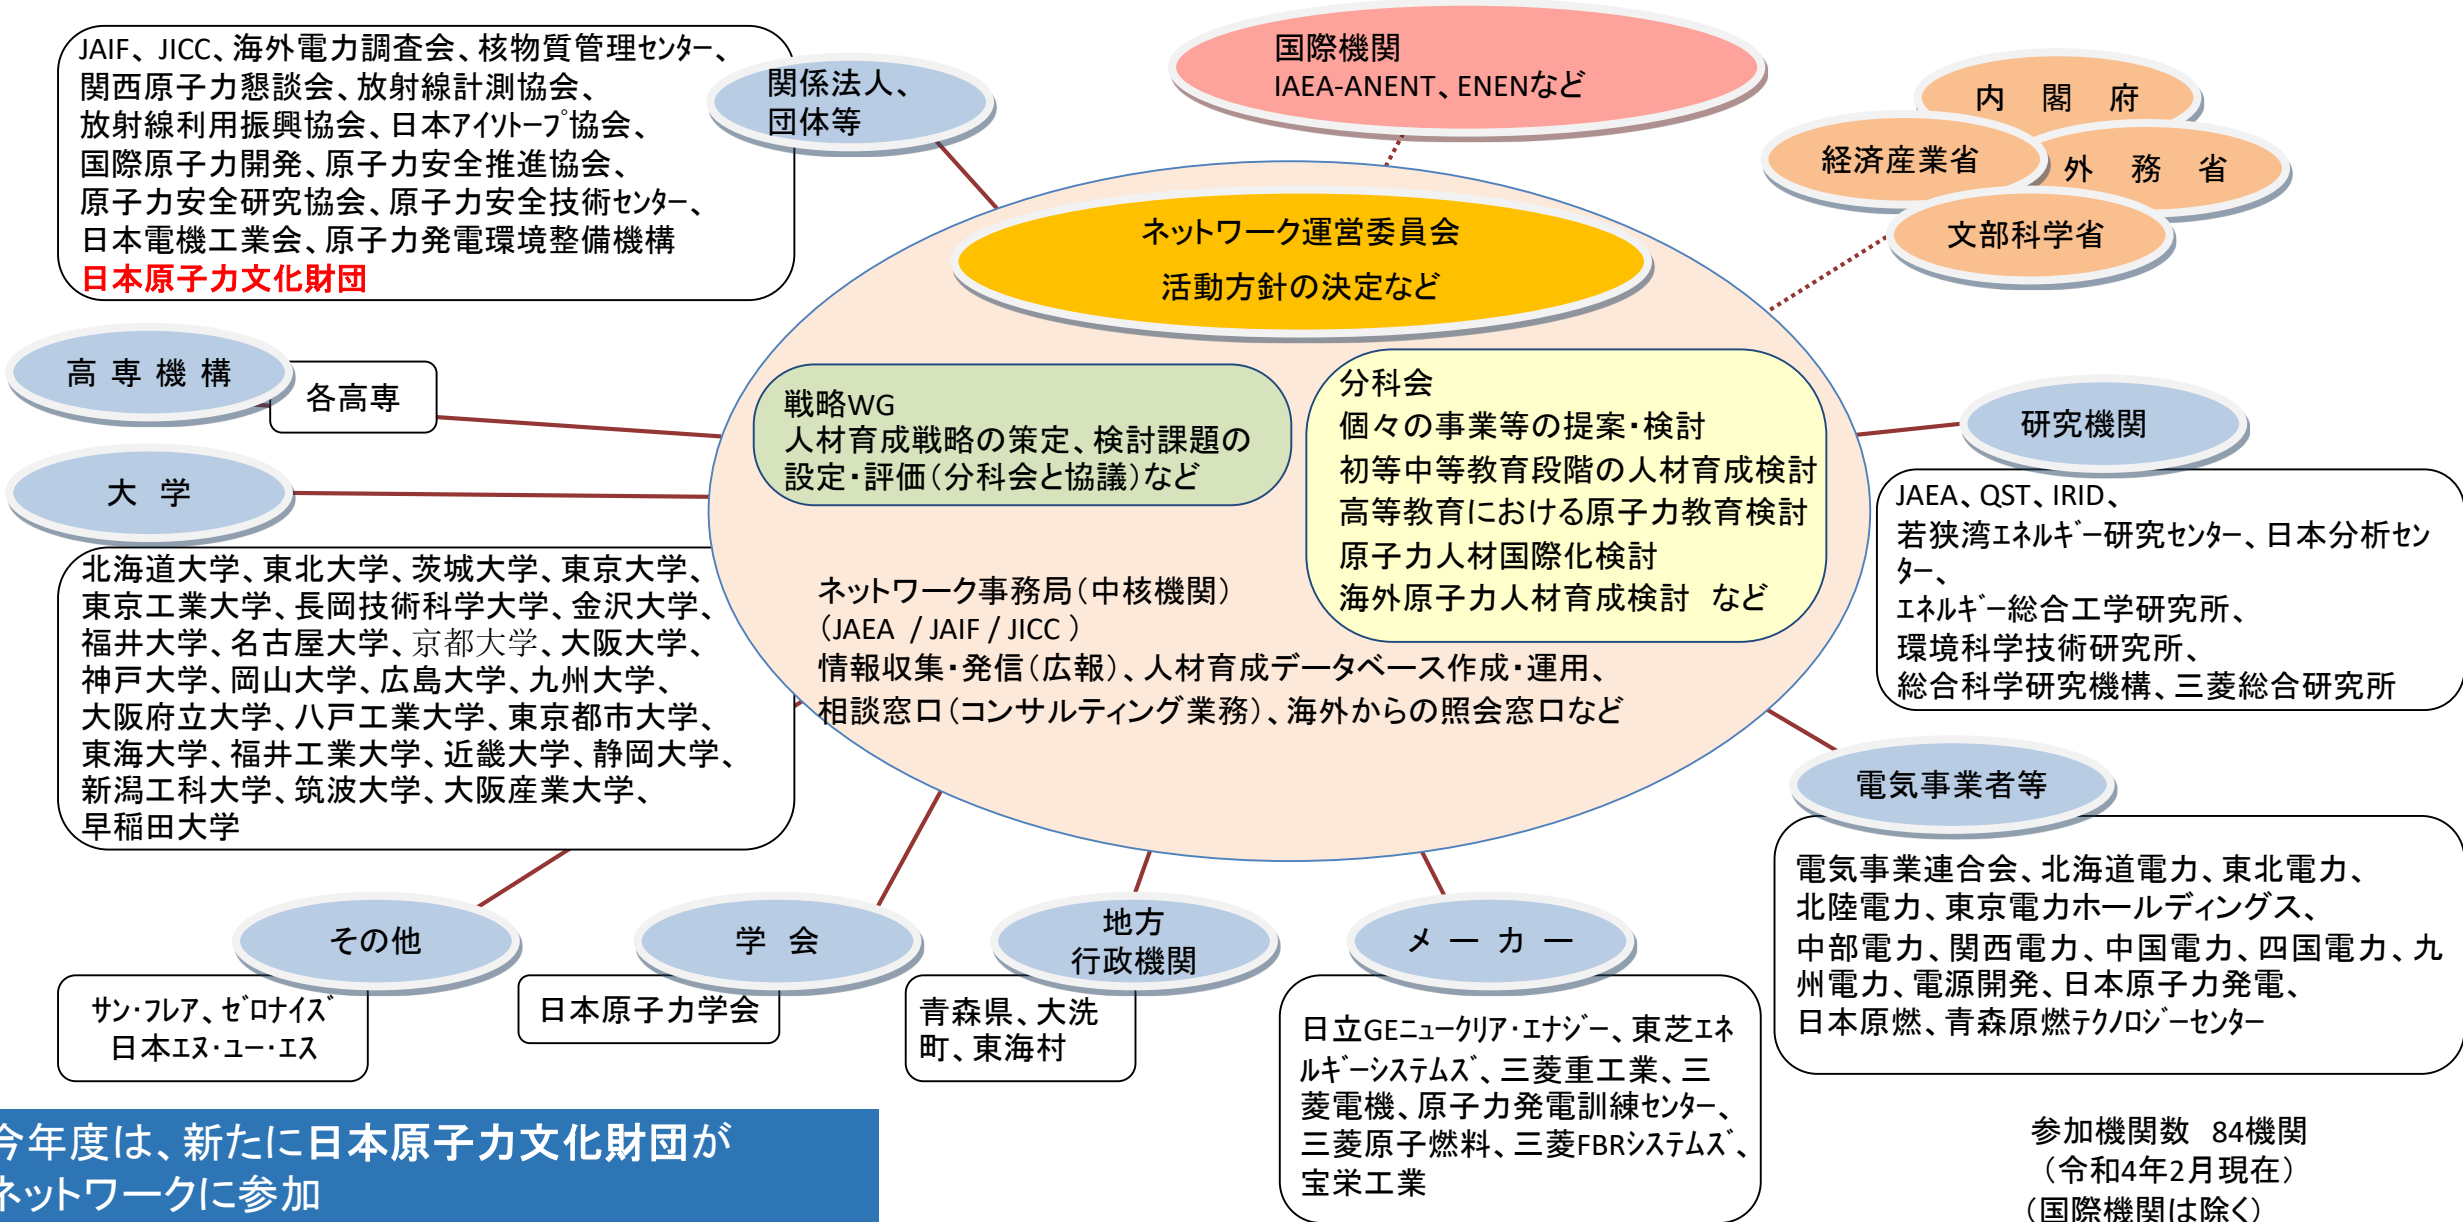 JAIF、 JICC、海外電力調査会、核物質管理ｾﾝﾀｰ、
関西原子力懇談会、放射線計測協会、
放射線利用振興協会、日本ｱｲｿﾄｰﾌﾟ協会、
国際原子力開発、原子力安全推進協会、
原子力安全研究協会、原子力安全技術ｾﾝﾀｰ、
日本電機工業会、原子力発電環境整備機構
日本原子力文化財団
関係法人、
団体等
国際機関
IAEA-ANENT、ENENなど
内 閣 府
経済産業省
外 務 省
文部科学省
ネットワーク運営委員会
活動方針の決定など
高 専 機 構
各高専
戦略WG
人材育成戦略の策定、検討課題の
設定・評価（分科会と協議）など
分科会
個々の事業等の提案・検討
初等中等教育段階の人材育成検討
高等教育における原子力教育検討
原子力人材国際化検討
海外原子力人材育成検討 など
研究機関
JAEA、QST、IRID、
若狭湾ｴﾈﾙｷﾞｰ研究ｾﾝﾀｰ、日本分析ｾﾝ
ﾀｰ、
ｴﾈﾙｷﾞｰ総合工学研究所、
環境科学技術研究所、
総合科学研究機構、三菱総合研究所
大 学
北海道大学、東北大学、茨城大学、東京大学、
東京工業大学、長岡技術科学大学、金沢大学、
福井大学、名古屋大学、京都大学、大阪大学、
神戸大学、岡山大学、広島大学、九州大学、
大阪府立大学、八戸工業大学、東京都市大学、
東海大学、福井工業大学、近畿大学、静岡大学、
新潟工科大学、筑波大学、大阪産業大学、
早稲田大学
ネットワーク事務局（中核機関）
（JAEA / JAIF / JICC ）
情報収集・発信（広報）、人材育成データベース作成・運用、
相談窓口（コンサルティング業務）、海外からの照会窓口など
電気事業者等
電気事業連合会、北海道電力、東北電力、
北陸電力、東京電力ホールディングス、
中部電力、関西電力、中国電力、四国電力、九
州電力、電源開発、日本原子力発電、
日本原燃、青森原燃ﾃｸﾉﾛｼﾞｰセンター
その他
サン・フレア、ｾﾞﾛﾅｲｽﾞ
日本ｴﾇ・ﾕｰ・ｴｽ
学 会
日本原子力学会
地方
行政機関
青森県、大洗
町、東海村
メ ー カ ー
日立GEﾆｭｰｸﾘｱ・ｴﾅｼﾞｰ、東芝ｴﾈ
ﾙｷﾞｰｼｽﾃﾑｽﾞ、三菱重工業、三
菱電機、原子力発電訓練ｾﾝﾀｰ、
三菱原子燃料、三菱FBRｼｽﾃﾑｽﾞ、
宝栄工業
今年度は、新たに日本原子力文化財団が
ネットワークに参加
参加機関数 84機関
（令和4年2月現在）
（国際機関は除く）